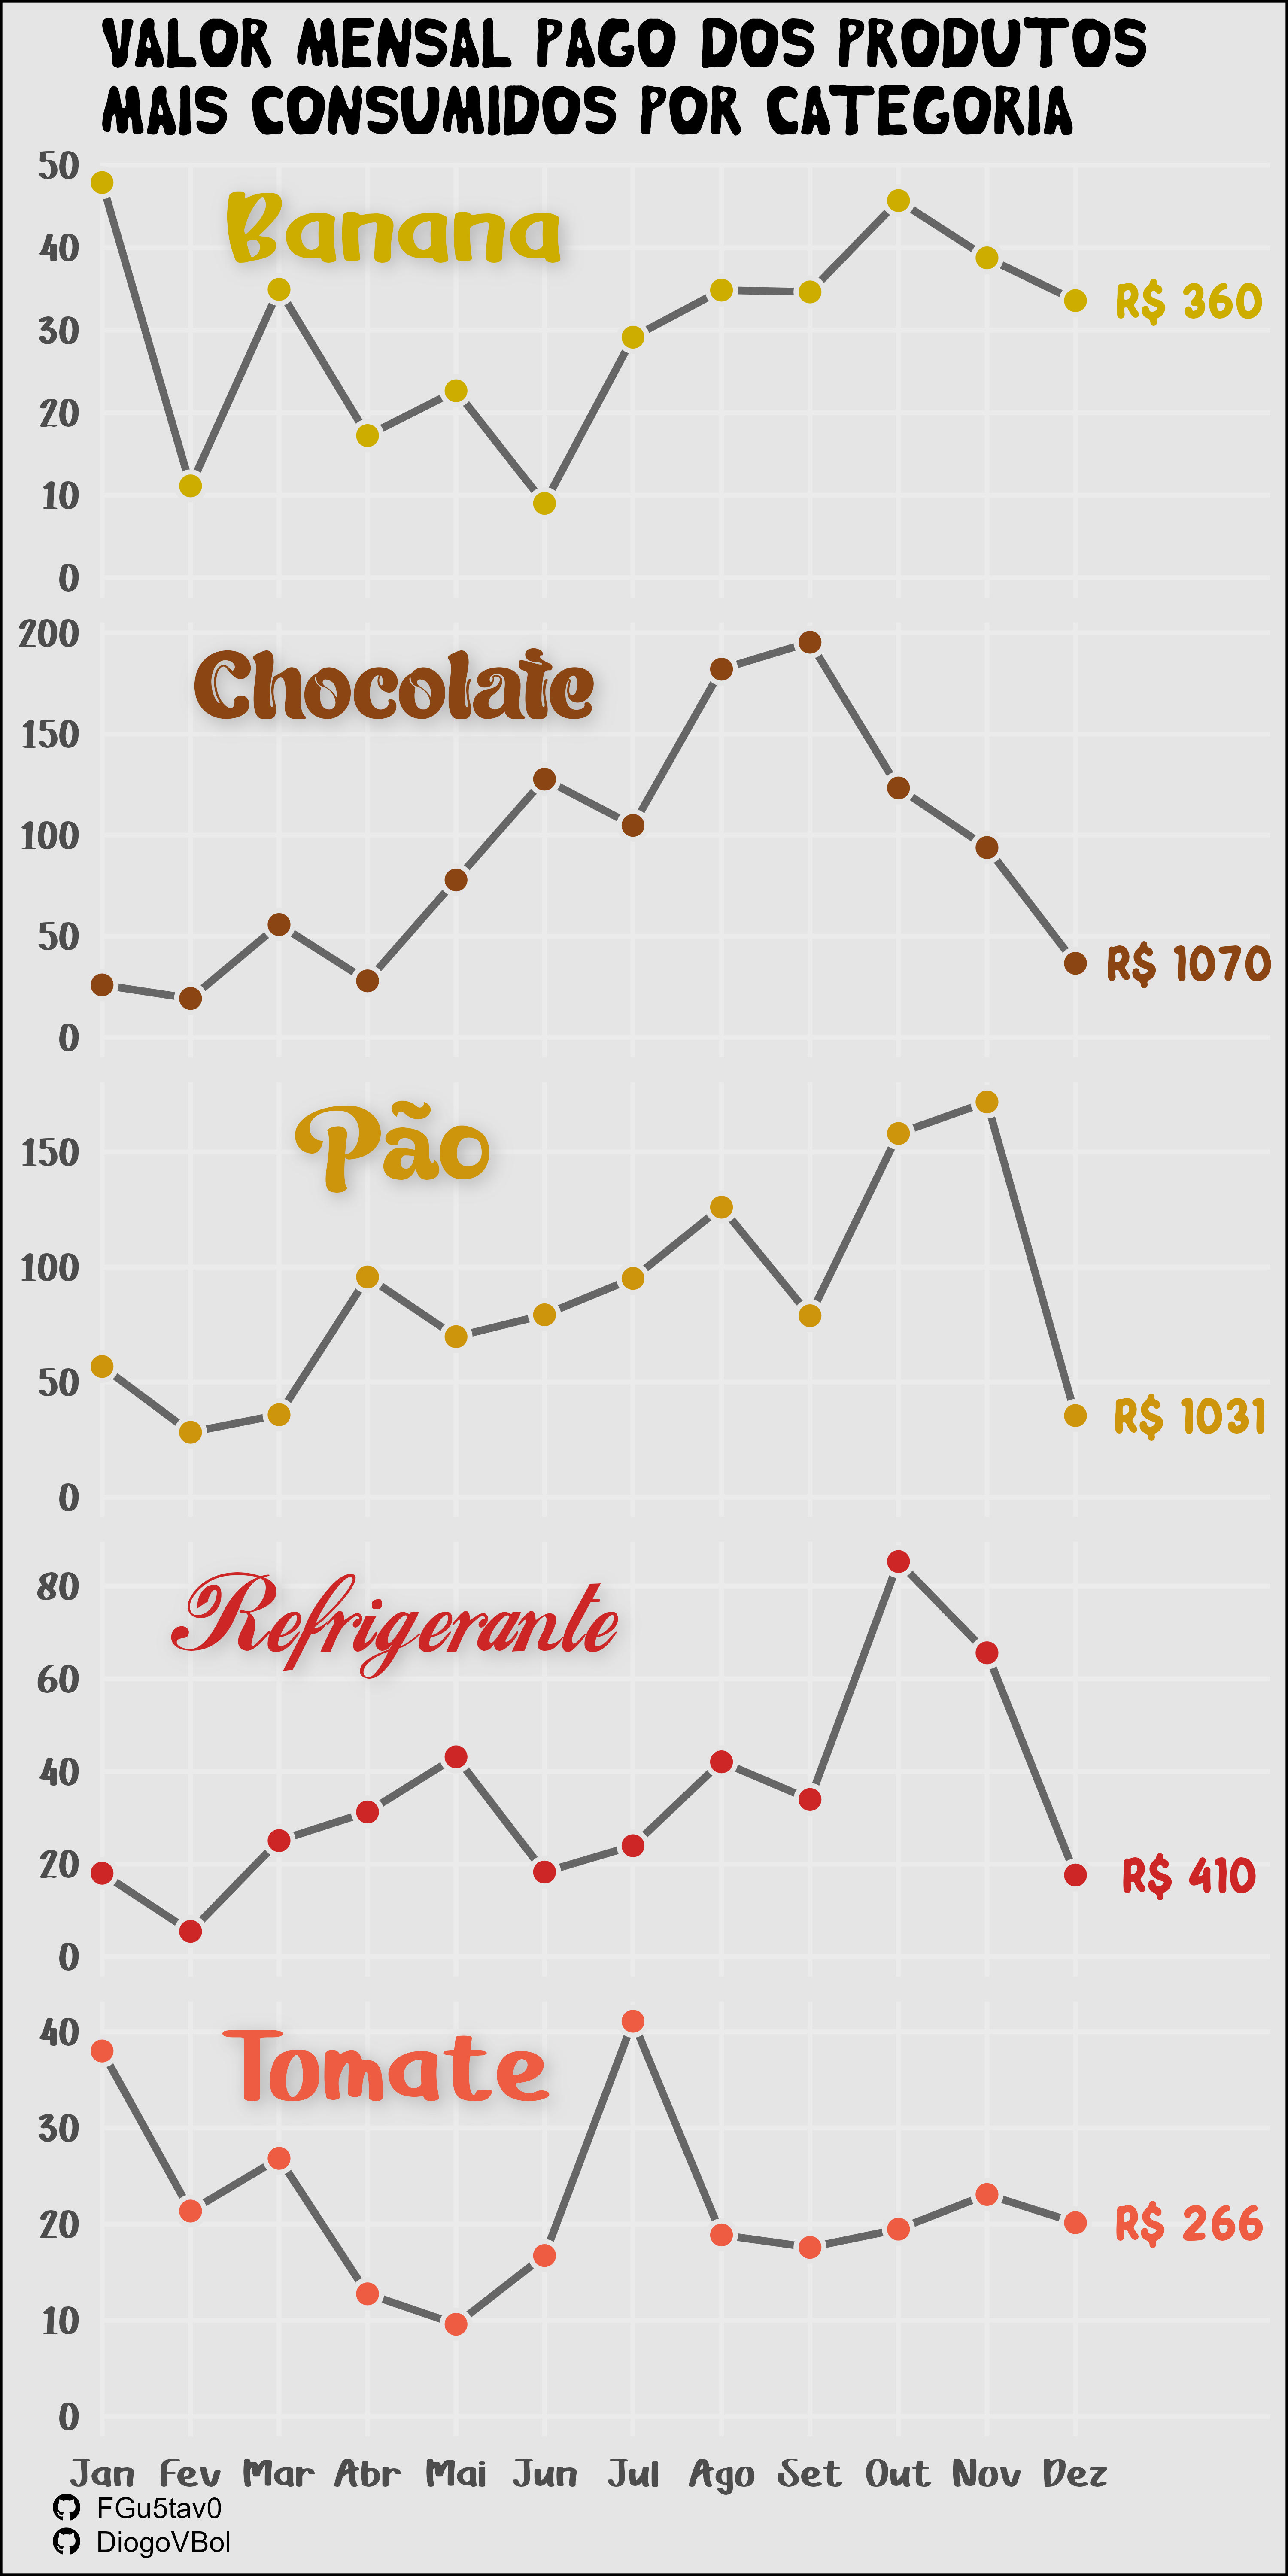 VALOR MENSAL PAGO DOS PRODUTOS
MAIS CONSUMIDOS POR CATEGORIA
50
Banana
40
R$ 360
30
20
10
0
200
Chocolate
150
100
50
R$ 1070
0
Pão
150
100
50
R$ 1031
0
80
Refrigerante
60
40
20
R$ 410
0
40
Tomate
30
20
R$ 266
10
0
Jan Fev Mar Abr Mai Jun Jul Ago Set Out Nov Dez
FGu5tav0
DiogoVBol